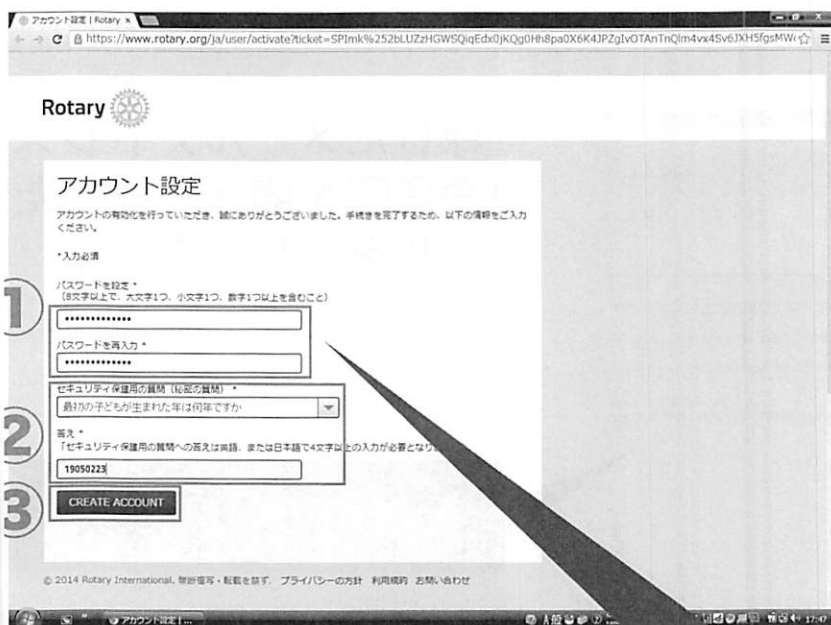 アカウント設定 | Rotary ×
https://www.rotary.org/ja/user/activate?ticket=SPImk%252bLUZzHGWSQiqEdx0jKQg0Hh8pa0X6K4JPZgIvOTAnTnQlm4vx4Sv6JXH5fgsMW
Rotary
アカウント設定
アカウントの有効化を行っていただき、誠にありがとうございました。手続きを完了するため、以下の情報をご入力
ください。
*入力必須
① パスワードを設定 *
(8文字以上で、大文字1つ、小文字1つ、数字1つ以上を含むこと)
•••••••••••••
パスワードを再入力 *
•••••••••••••
② セキュリティ保護用の質問(秘密の質問) *
最初の子どもが生まれた年は何年ですか
答え *
「セキュリティ保護用の質問への答えは英語、または日本語で4文字以上の入力が必要となり
19050223
③ CREATE ACCOUNT
© 2014 Rotary International. 無断複写・転載を禁ず. プライバシーの方針 利用規約 お問い合わせ
アカウント設定 | ...
17:47